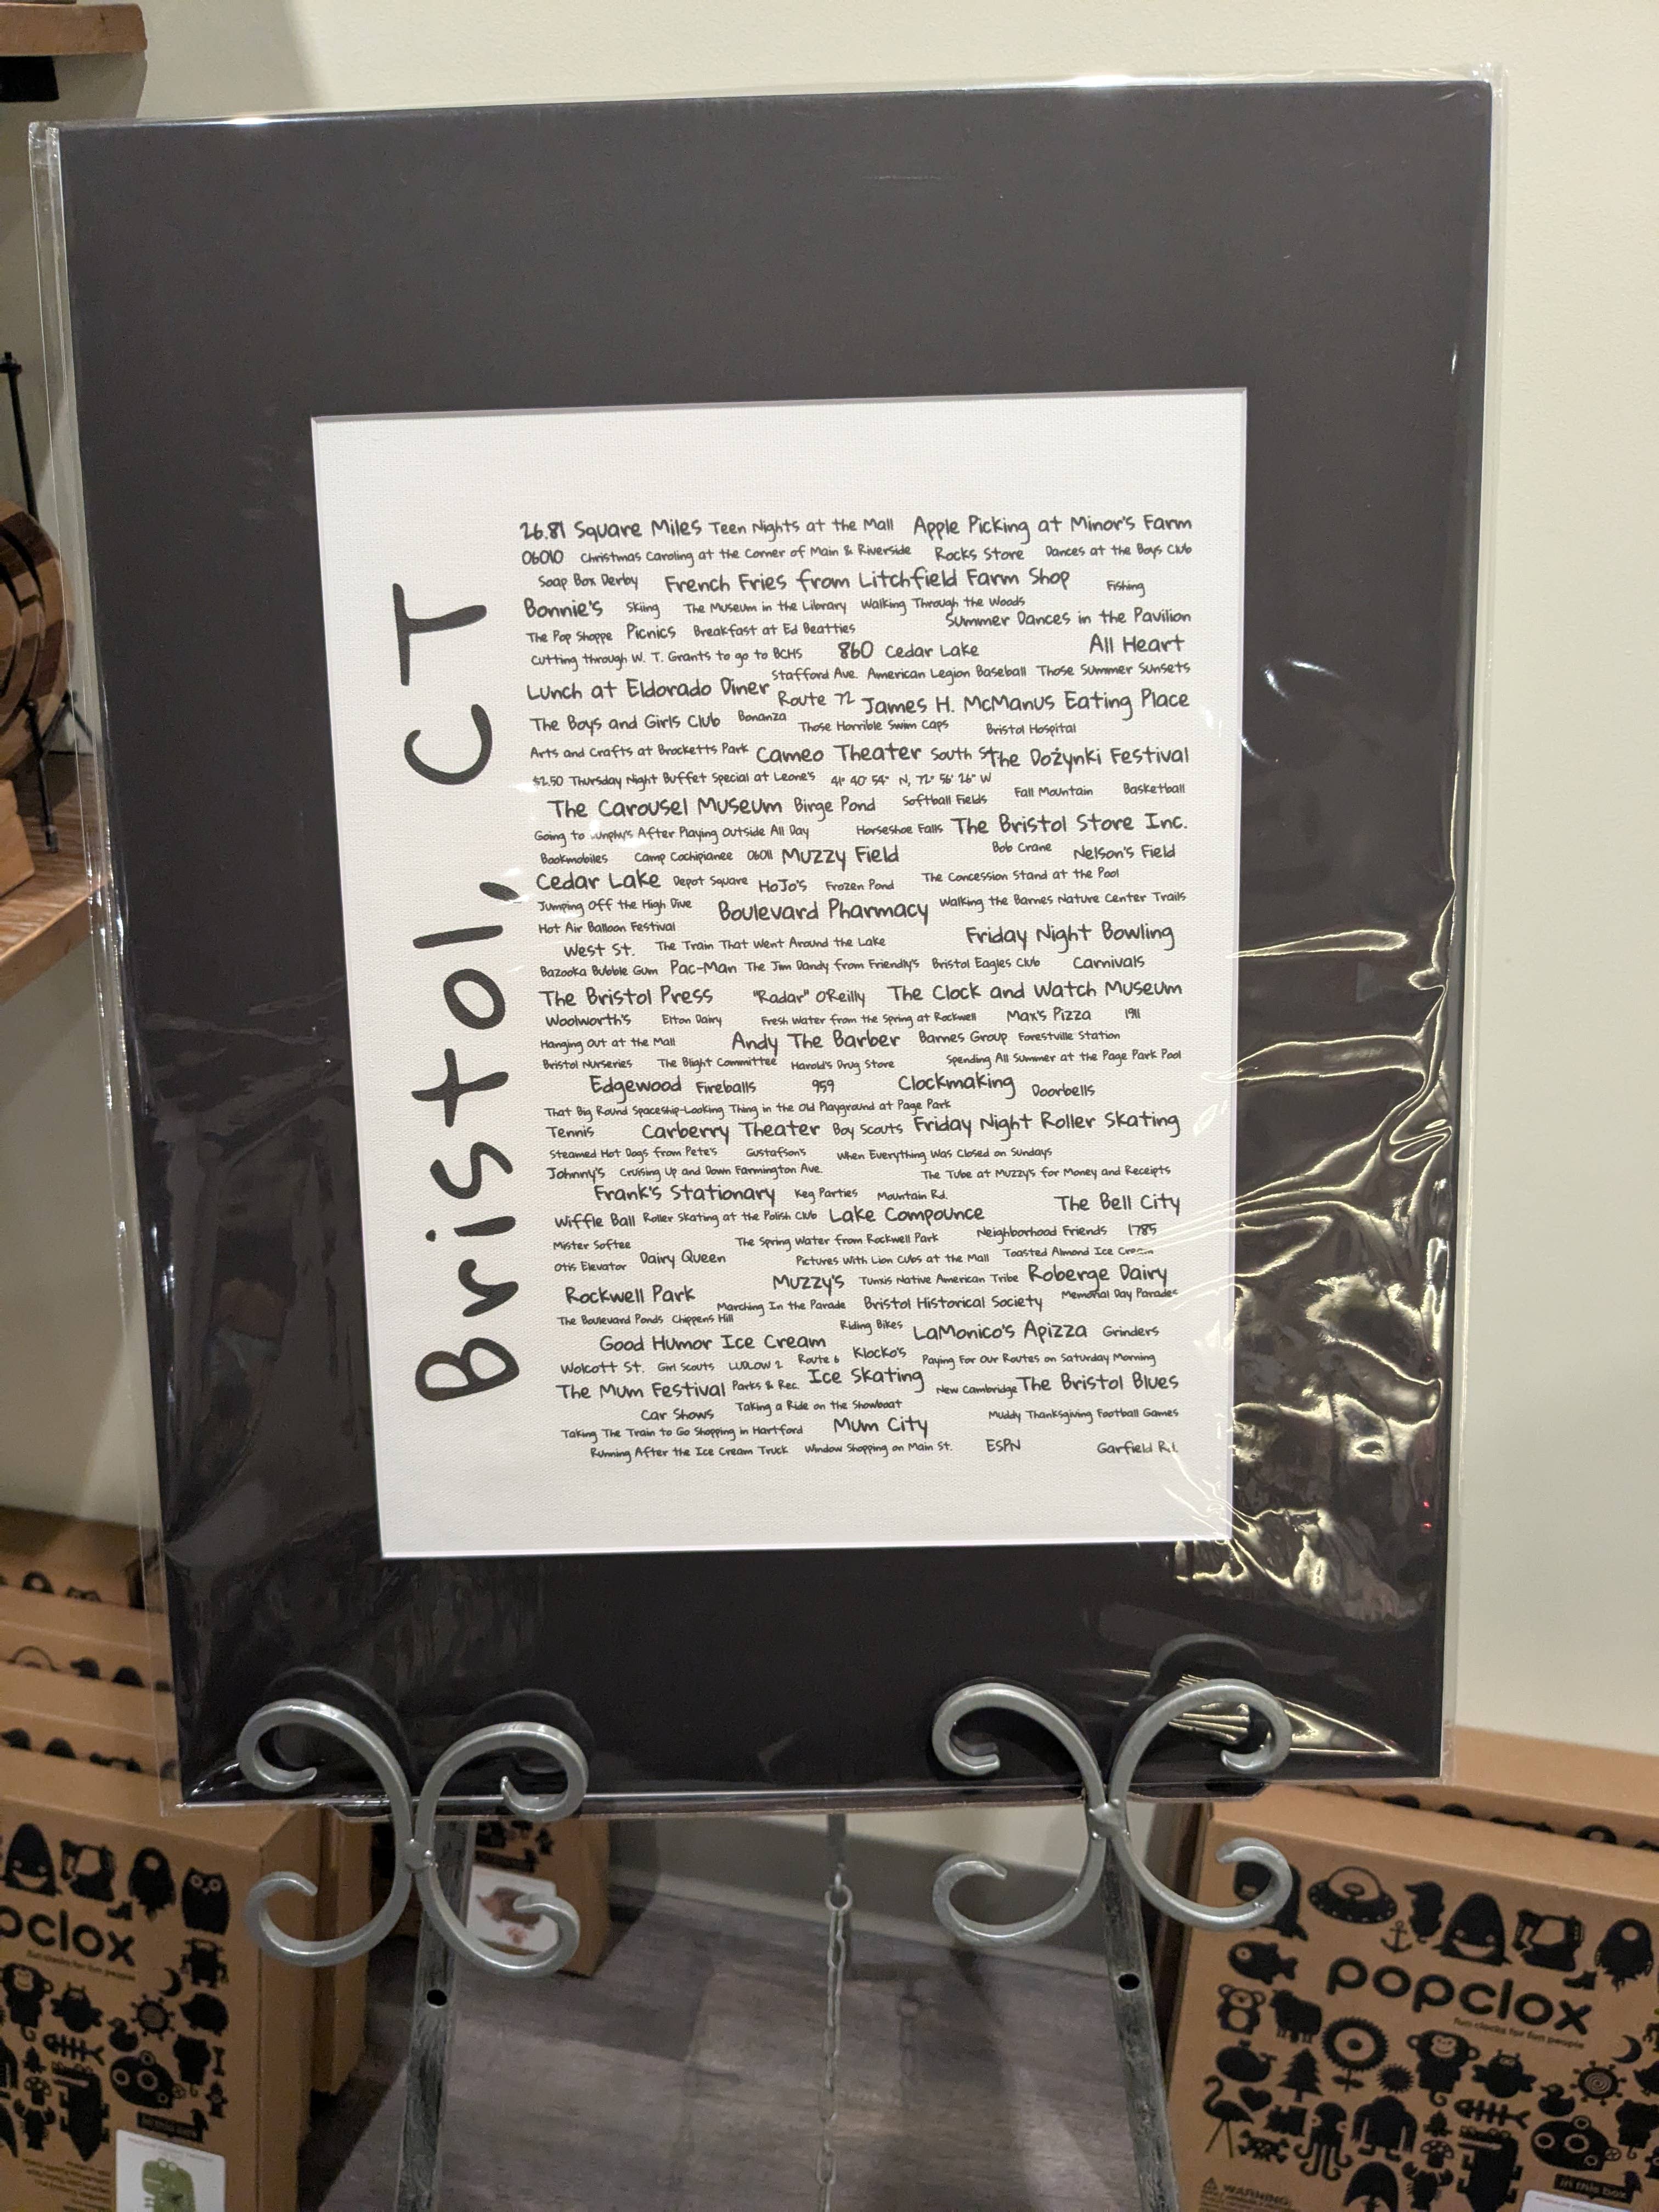 Bristol, CT
26.81 Square Miles Teen Nights at the Mall Apple Picking at Minor's Farm
06010 Christmas Caroling at the Corner of Main & Riverside Rocks Store Dances at the Boys Club
Soap Box Derby French Fries from Litchfield Farm Shop Fishing
Bonnie's Skiing The Museum in the Library Walking Through the Woods
The Pop Shoppe Picnics Breakfast at Ed Beatties Summer Dances in the Pavilion
Cutting through W. T. Grants to go to BCHS 860 Cedar Lake All Heart
Stafford Ave. American Legion Baseball Those Summer Sunsets
Lunch at Eldorado Diner Route 72 James H. McManus Eating Place
The Boys and Girls Club Bonanza Those Horrible Swim Caps Bristol Hospital
Arts and Crafts at Brocketts Park Cameo Theater South St The Dożynki Festival
$2.50 Thursday Night Buffet Special at Leone's 41° 40' 54" N, 72° 56' 26" W
The Carousel Museum Birge Pond Softball Fields Fall Mountain Basketball
Going to After Playing Outside All Day Horseshoe Falls The Bristol Store Inc.
Bookmobiles Camp Cochipianee 06011 Muzzy Field Bob Crane Nelson's Field
Cedar Lake Depot Square HoJo's Frozen Pond The Concession Stand at the Pool
Jumping Off the High Dive Boulevard Pharmacy Walking the Barnes Nature Center Trails
Hot Air Balloon Festival
West St. The Train That Went Around the Lake Friday Night Bowling
Bazooka Bubble Gum Pac-Man The Jim Dandy from Friendly's Bristol Eagles Club Carnivals
The Bristol Press "Radar" O'Reilly The Clock and Watch Museum
Woolworth's Elton Dairy Fresh Water from the Spring at Rockwell Max's Pizza 1911
Hanging Out at the Mall Andy The Barber Barnes Group Forestville Station
Bristol Nurseries The Blight Committee Harold's Drug Store Spending All Summer at the Page Park Pool
Edgewood Fireballs 959 Clockmaking Doorbells
That Big Round Spaceship-Looking Thing in the Old Playground at Page Park
Tennis Carberry Theater Boy Scouts Friday Night Roller Skating
Steamed Hot Dogs from Pete's Gustafson's When Everything Was Closed on Sundays
Johnny's Cruising Up and Down Farmington Ave. The Tube at Muzzy's for Money and Receipts
Frank's Stationary Keg Parties Mountain Rd. The Bell City
Wiffle Ball Roller Skating at the Polish Club Lake Compounce
Mister Softee The Spring Water from Rockwell Park Neighborhood Friends 1785
Otis Elevator Dairy Queen Pictures With Lion Cubs at the Mall Toasted Almond Ice Cream
Rockwell Park Muzzy's Tunxis Native American Tribe Roberge Dairy
Marching In the Parade Bristol Historical Society Memorial Day Parades
The Boulevard Ponds Chippens Hill
Good Humor Ice Cream Riding Bikes LaMonico's Apizza Grinders
Wolcott St. Girl Scouts LUDLOW 2 Route 6 Klocko's Paying For Our Routes on Saturday Morning
The Mum Festival Parks & Rec. Ice Skating New Cambridge The Bristol Blues
Car Shows Taking a Ride on the Showboat Muddy Thanksgiving Football Games
Taking The Train to Go Shopping in Hartford Mum City
Running After the Ice Cream Truck Window Shopping on Main St. ESPN Garfield Rd.
pclox
fun clocks for fun people
popclox
fun clocks for fun people
in this box
WARNING: